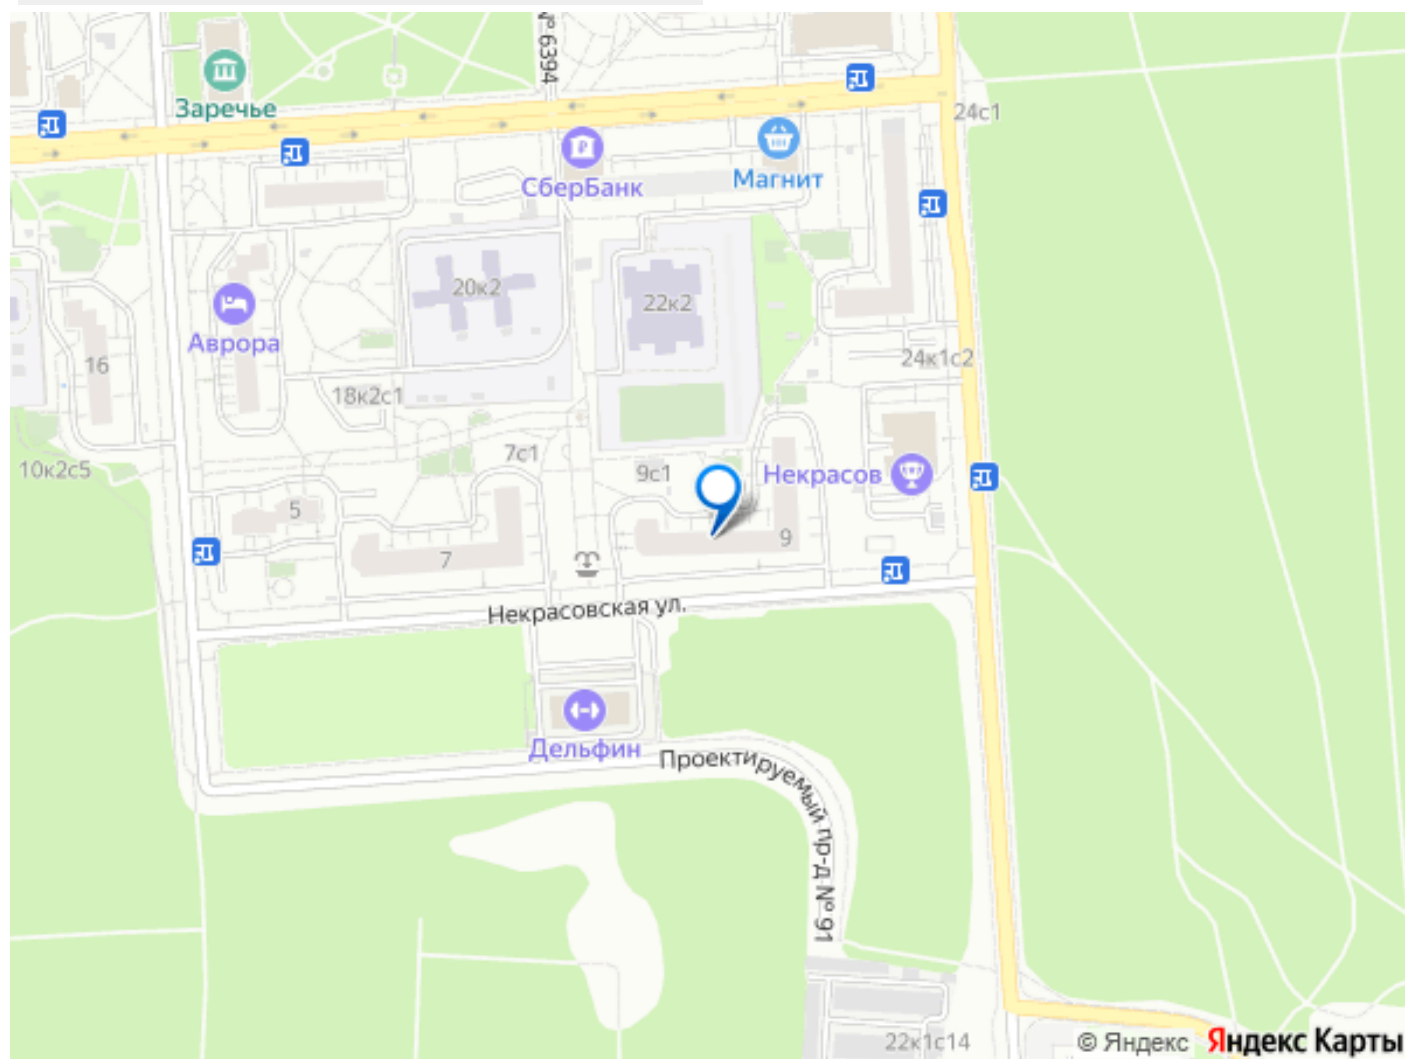 № 6394
Заречье
24с1
СберБанк
Магнит
20к2
22к2
Аврора
16
24к1с2
18к2с1
7с1
10к2с5
9с1
Некрасов
5
7
9
Некрасовская ул.
Дельфин
Проектируемый пр-д № 91
22к1с14
© Яндекс
Яндекс Карты